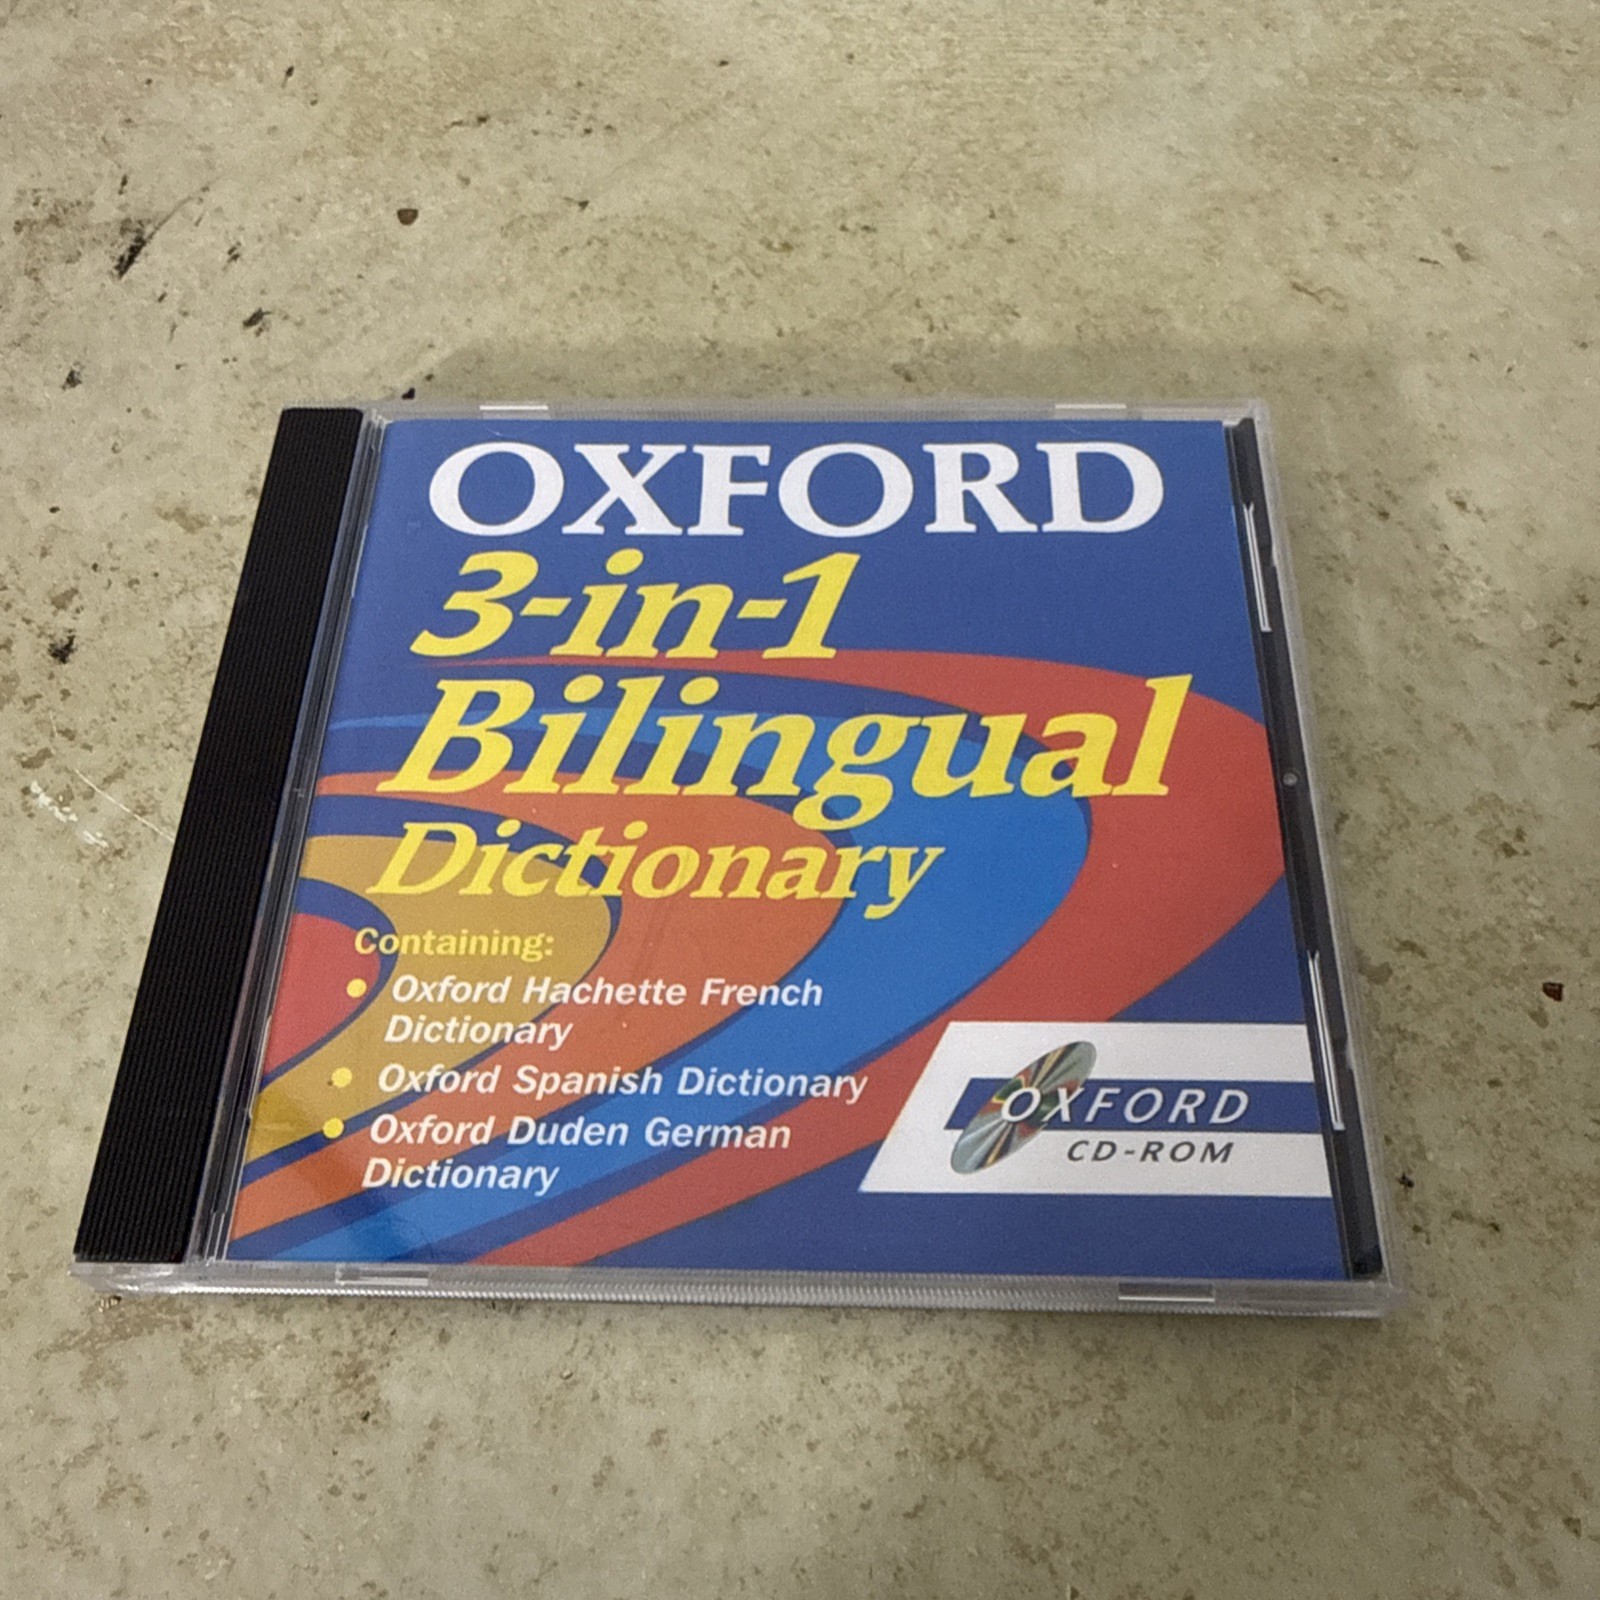 OXFORD
3-in-1
Bilingual
Dictionary
Containing:
• Oxford Hachette French
Dictionary
• Oxford Spanish Dictionary
• Oxford Duden German
Dictionary
OXFORD
CD-ROM